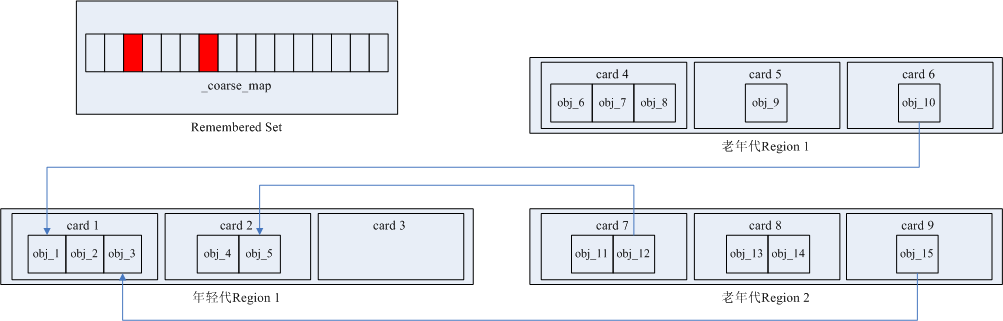 _coarse_map
Remembered Set
card 4
card 5
card 6
obj_6
obj_7
obj_8
obj_9
obj_10
老年代Region 1
card 1
card 2
card 3
obj_1
obj_2
obj_3
obj_4
obj_5
年轻代Region 1
card 7
card 8
card 9
obj_11
obj_12
obj_13
obj_14
obj_15
老年代Region 2